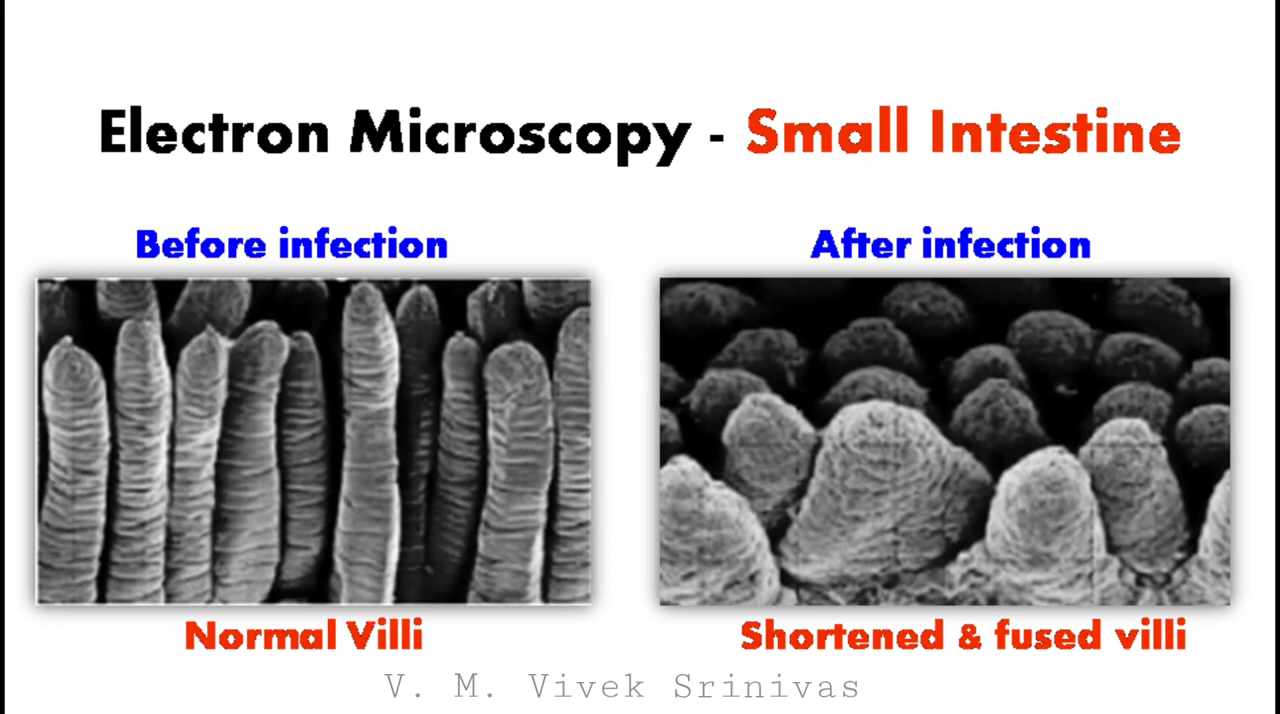 Electron Microscopy - Small Intestine
Before infection
After infection
Normal Villi
Shortened & fused villi
V. M. Vivek Srinivas